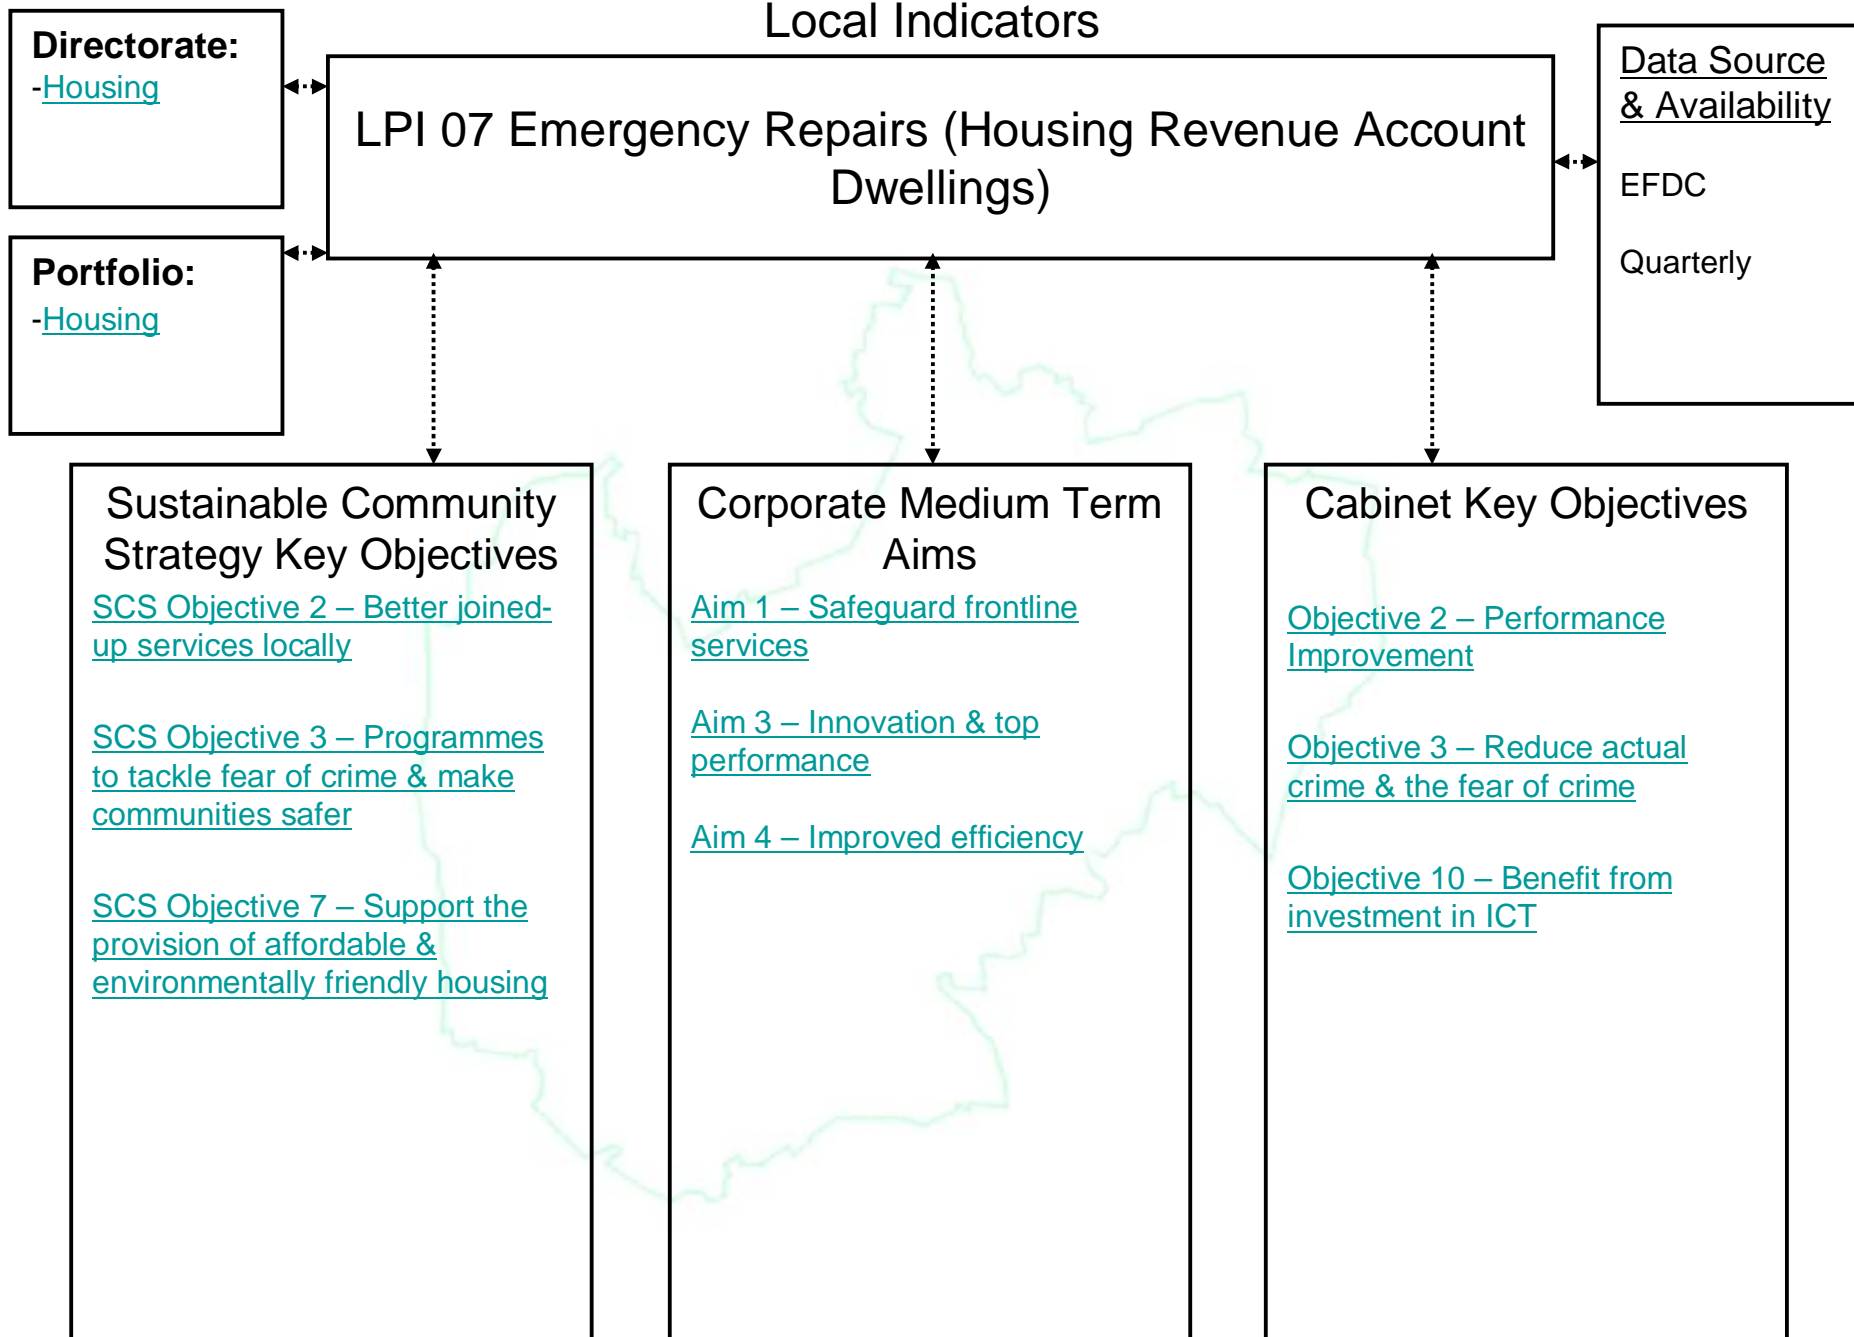 Local Indicators
Directorate:
-Housing
LPI 07 Emergency Repairs (Housing Revenue Account
Dwellings)
Data Source
& Availability
EFDC
Quarterly
Portfolio:
-Housing
Sustainable Community
Strategy Key Objectives
SCS Objective 2 – Better joined-
up services locally
SCS Objective 3 – Programmes
to tackle fear of crime & make
communities safer
SCS Objective 7 – Support the
provision of affordable &
environmentally friendly housing
Corporate Medium Term
Aims
Aim 1 – Safeguard frontline
services
Aim 3 – Innovation & top
performance
Aim 4 – Improved efficiency
Cabinet Key Objectives
Objective 2 – Performance
Improvement
Objective 3 – Reduce actual
crime & the fear of crime
Objective 10 – Benefit from
investment in ICT